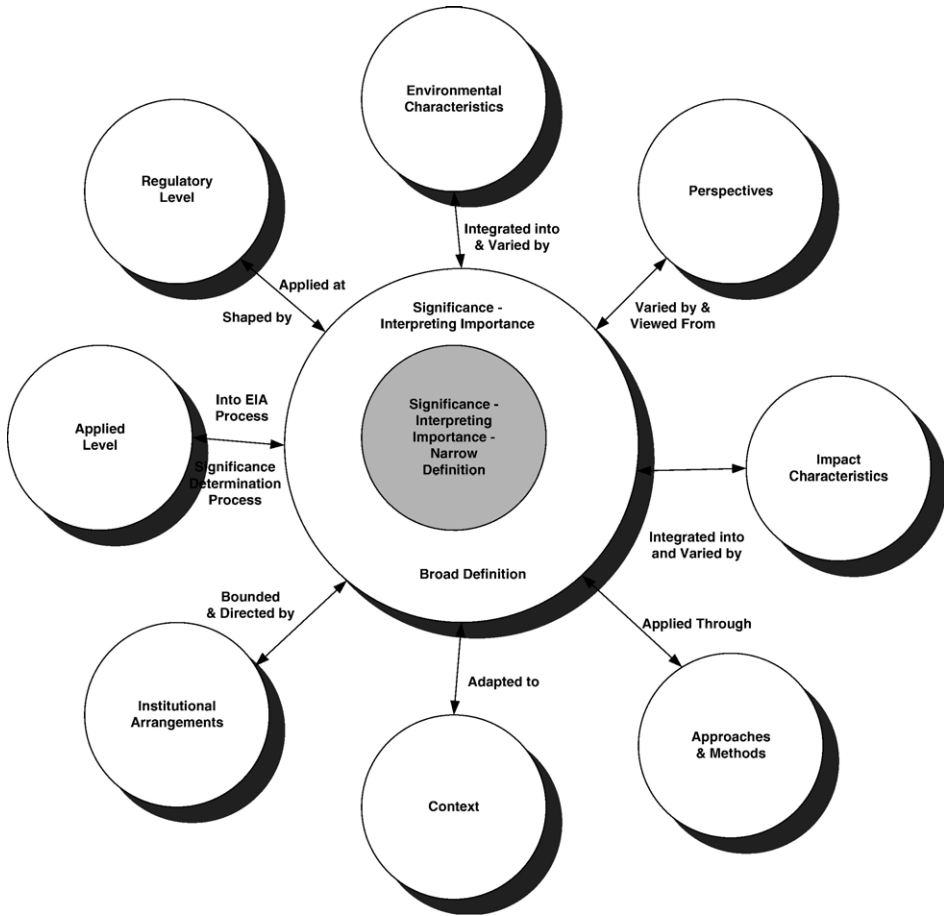 Environmental
Characteristics
Regulatory
Level
Perspectives
Integrated into
& Varied by
Applied at
Shaped by
Significance -
Interpreting Importance
Varied by &
Viewed From
Significance -
Interpreting
Importance -
Narrow
Definition
Into EIA
Process
Applied
Level
Significance
Determination
Process
Impact
Characteristics
Integrated into
and Varied by
Broad Definition
Bounded
& Directed by
Applied Through
Adapted to
Institutional
Arrangements
Approaches
& Methods
Context